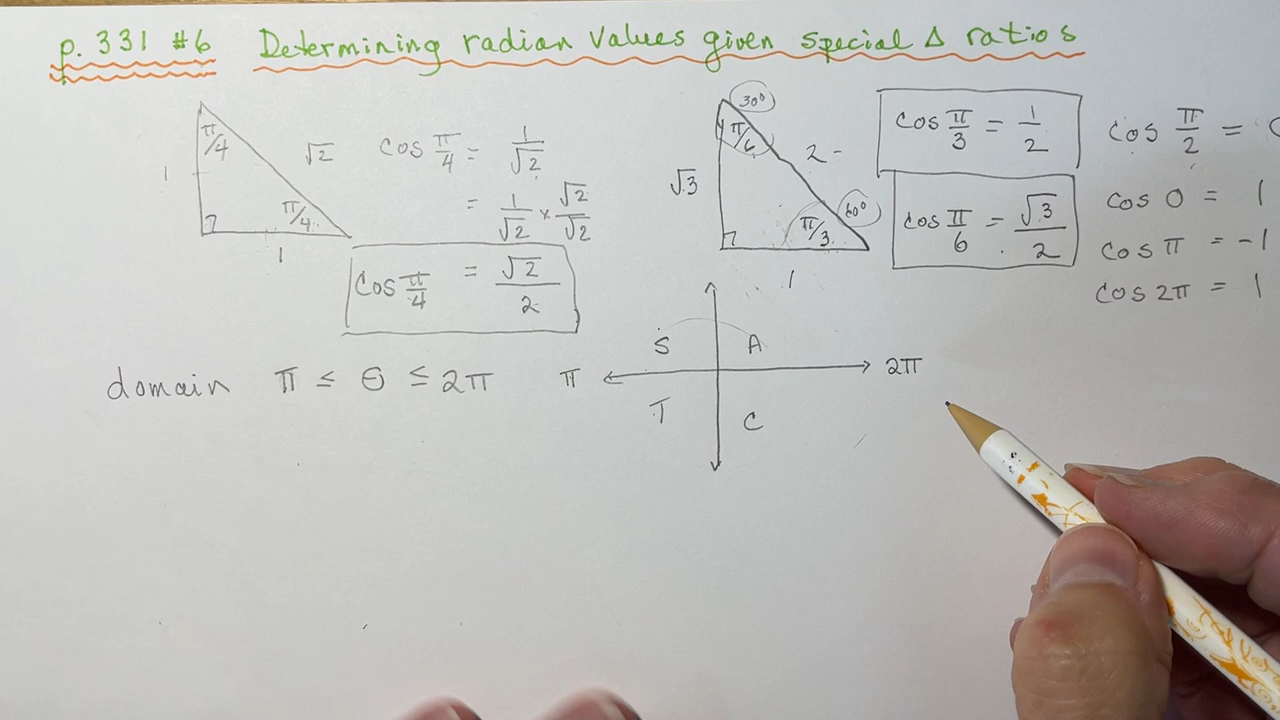 p. 331 #6 Determining radian values given special Δ ratios
π/4
1
√2
π/4
1
cos π/4 = 1/√2
= 1/√2 × √2/√2
cos π/4 = √2/2
30°
π/6
√3
2
60°
π/3
1
cos π/3 = 1/2
cos π/6 = √3/2
cos π/2 =
cos 0 = 1
cos π = -1
cos 2π = 1
domain π ≤ θ ≤ 2π
S A
π 2π
T C